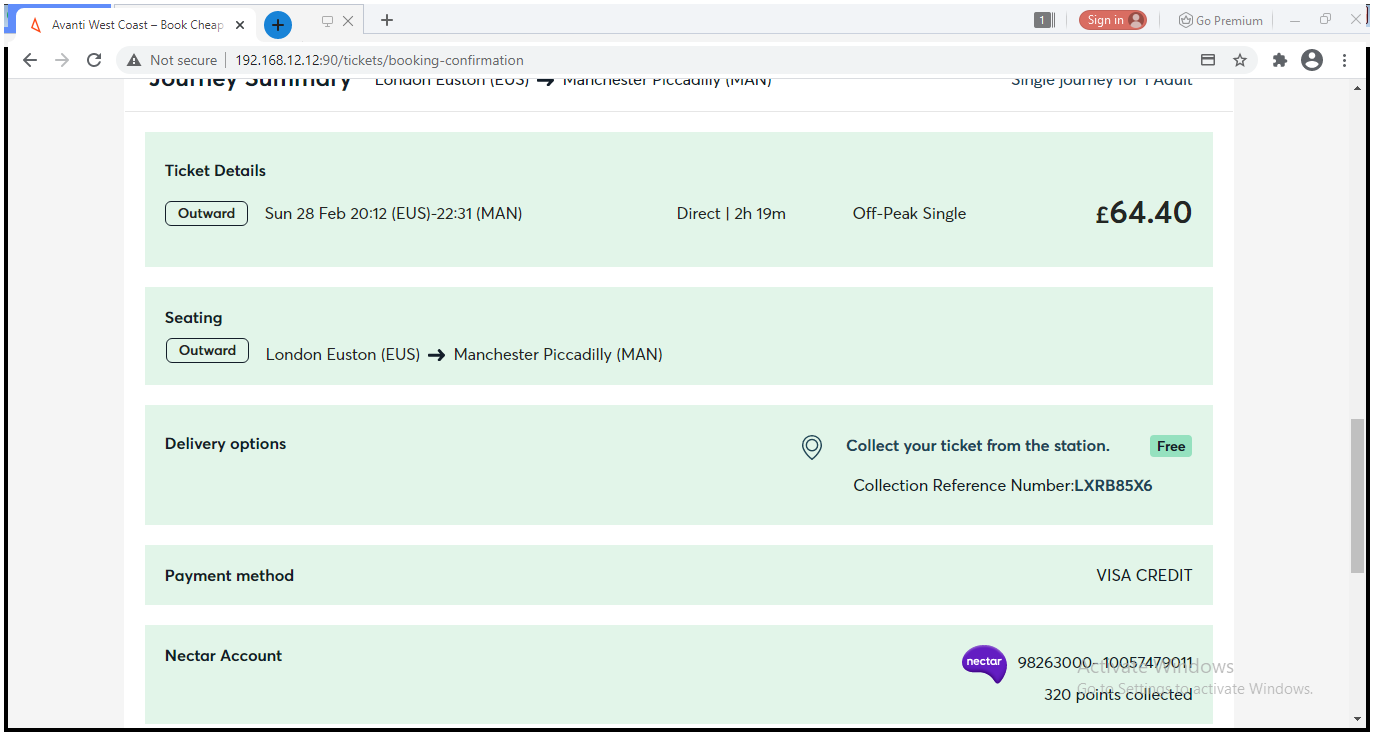 Avanti West Coast – Book Cheap
1
Sign in
Go Premium
Not secure
192.168.12.12:90/tickets/booking-confirmation
Journey Summary London Euston (EUS) → Manchester Piccadilly (MAN) Single journey for 1 Adult
Ticket Details
Outward Sun 28 Feb 20:12 (EUS)-22:31 (MAN) Direct | 2h 19m Off-Peak Single £64.40
Seating
Outward London Euston (EUS) → Manchester Piccadilly (MAN)
Delivery options Collect your ticket from the station. Free
Collection Reference Number:LXRB85X6
Payment method VISA CREDIT
Nectar Account nectar 98263000- 10057479011
320 points collected
Activate Windows
Go to Settings to activate Windows.